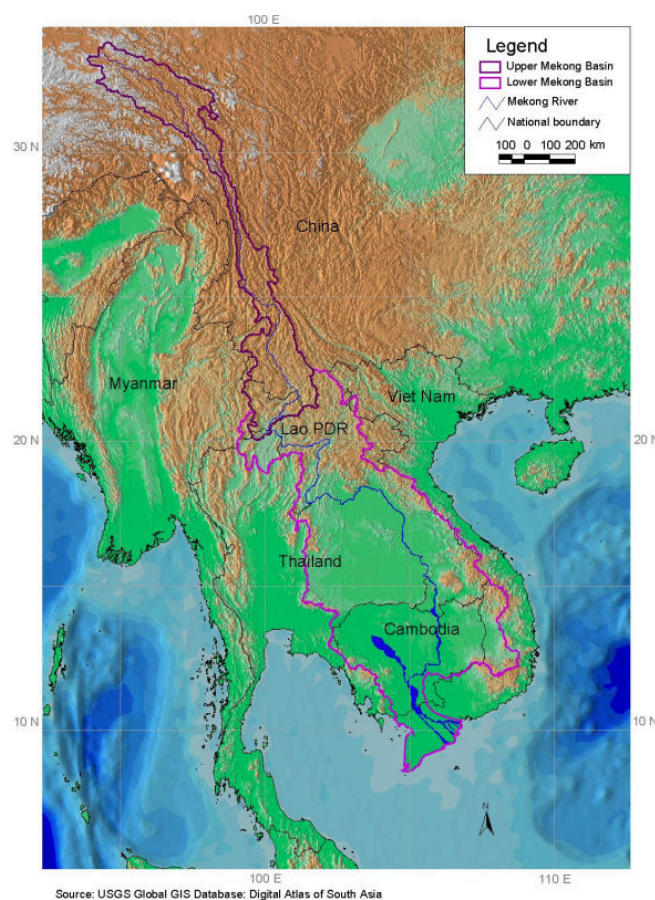 100 E
Legend
Upper Mekong Basin
Lower Mekong Basin
Mekong River
National boundary
100 0 100 200 km
30 N
China
Myanmar
Viet Nam
Lao PDR
20 N
20 N
Thailand
Cambodia
10 N
10 N
N
100 E
110 E
Source: USGS Global GIS Database: Digital Atlas of South Asia